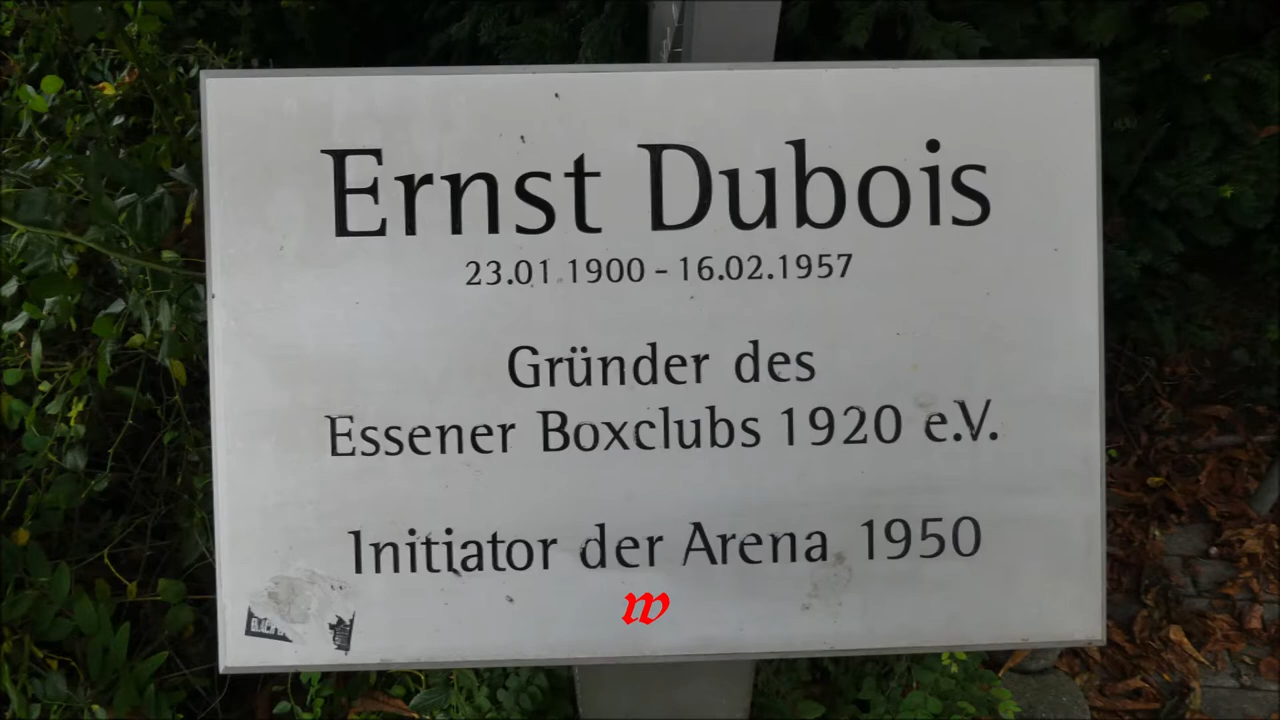 Ernst Dubois
23.01.1900 - 16.02.1957
Gründer des
Essener Boxclubs 1920 e.V.
Initiator der Arena 1950
w